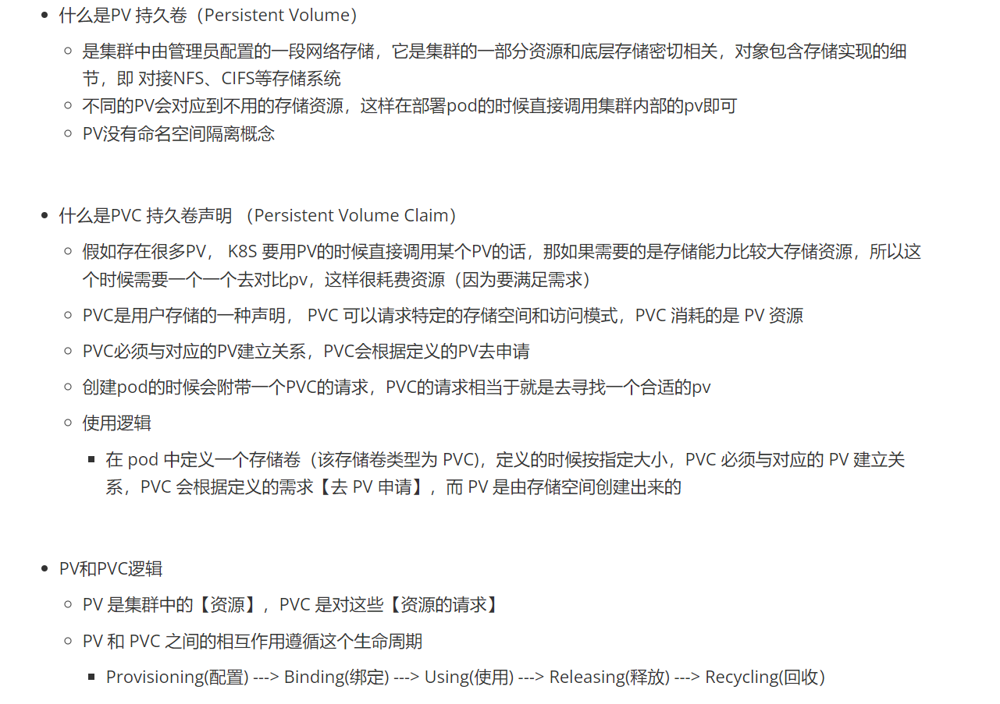 什么是PV 持久卷（Persistent Volume）
是集群中由管理员配置的一段网络存储，它是集群的一部分资源和底层存储密切相关，对象包含存储实现的细
节，即 对接NFS、CIFS等存储系统
不同的PV会对应到不用的存储资源，这样在部署pod的时候直接调用集群内部的pv即可
PV没有命名空间隔离概念
什么是PVC 持久卷声明 （Persistent Volume Claim）
假如存在很多PV， K8S 要用PV的时候直接调用某个PV的话，那如果需要的是存储能力比较大存储资源，所以这
个时候需要一个一个去对比pv，这样很耗费资源（因为要满足需求）
PVC是用户存储的一种声明， PVC 可以请求特定的存储空间和访问模式，PVC 消耗的是 PV 资源
PVC必须与对应的PV建立关系，PVC会根据定义的PV去申请
创建pod的时候会附带一个PVC的请求，PVC的请求相当于就是去寻找一个合适的pv
使用逻辑
在 pod 中定义一个存储卷（该存储卷类型为 PVC)，定义的时候按指定大小，PVC 必须与对应的 PV 建立关
系，PVC 会根据定义的需求【去 PV 申请】，而 PV 是由存储空间创建出来的
PV和PVC逻辑
PV 是集群中的【资源】，PVC 是对这些【资源的请求】
PV 和 PVC 之间的相互作用遵循这个生命周期
Provisioning(配置) ---> Binding(绑定) ---> Using(使用) ---> Releasing(释放) ---> Recycling(回收）